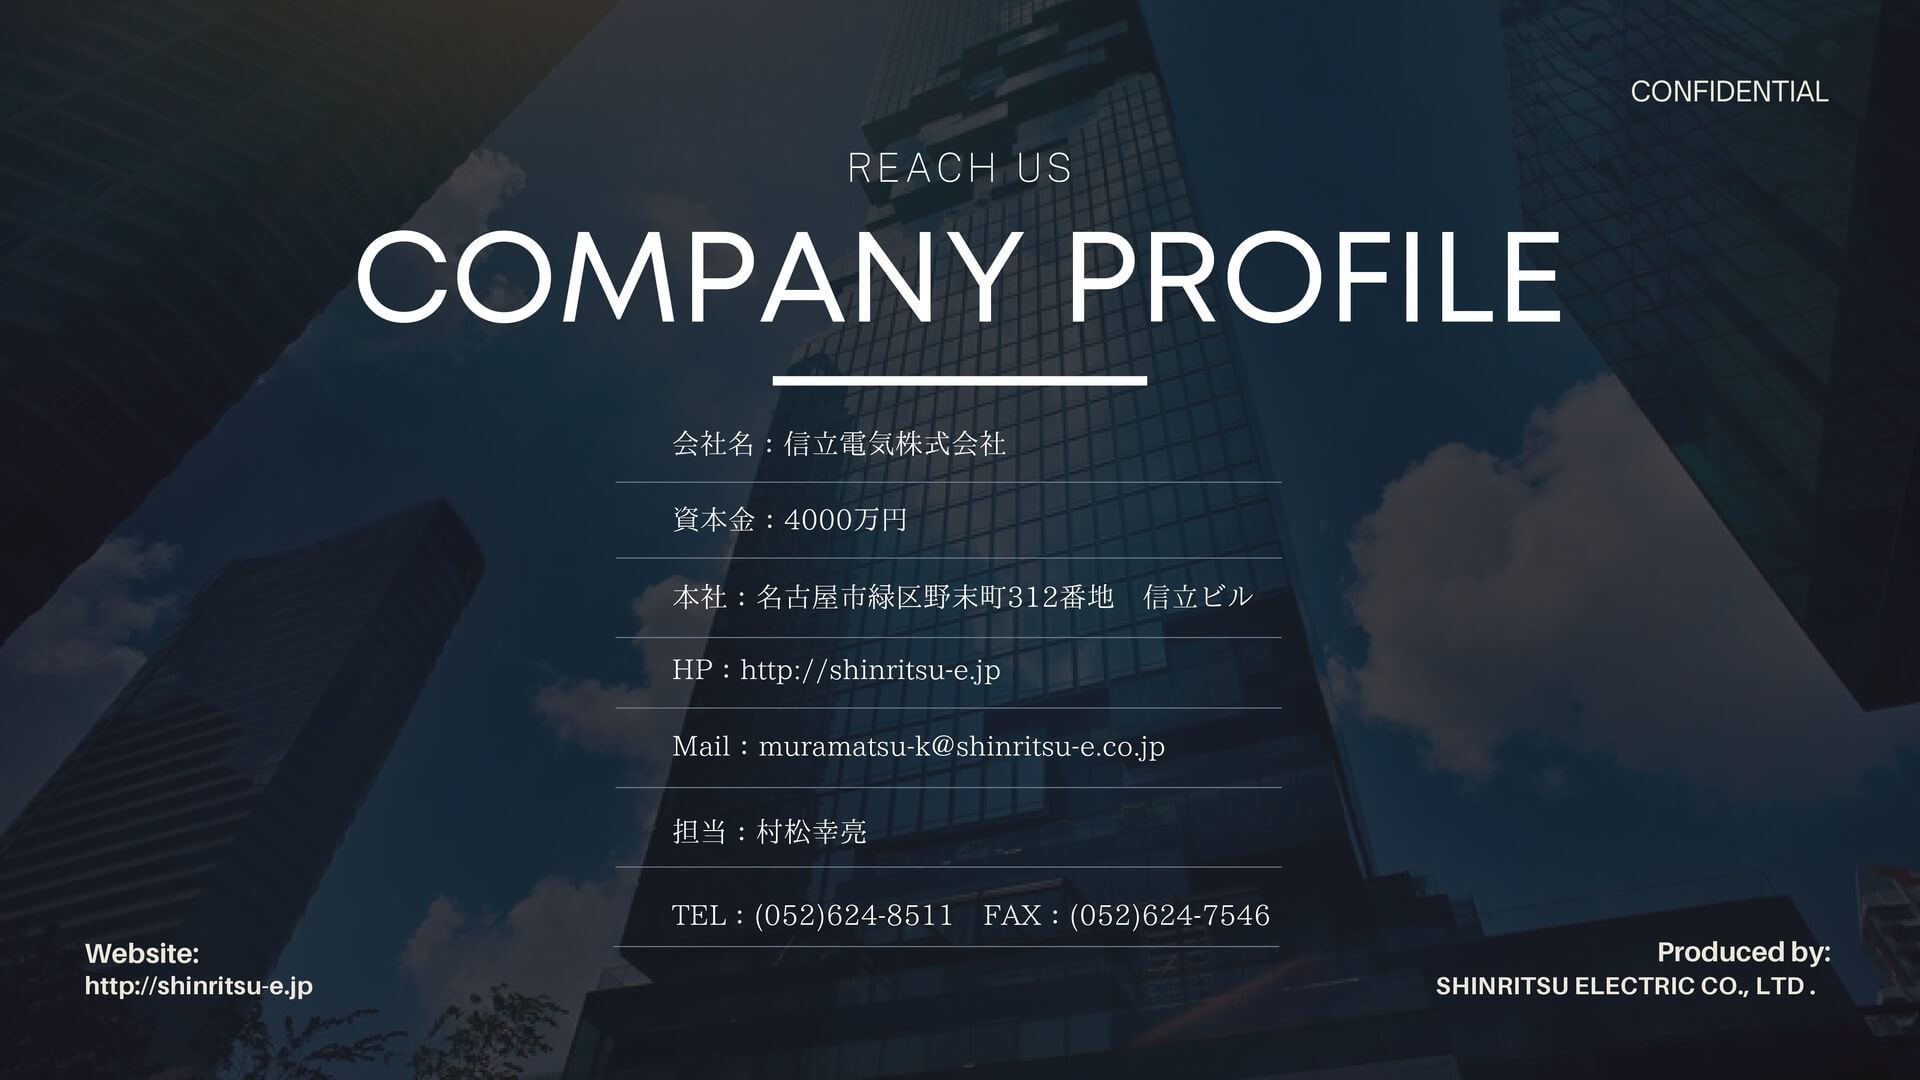 CONFIDENTIAL
REACH US
COMPANY PROFILE
会社名：信立電気株式会社
資本金：4000万円
本社：名古屋市緑区野末町312番地　信立ビル
HP：http://shinritsu-e.jp
Mail：muramatsu-k@shinritsu-e.co.jp
担当：村松幸亮
TEL：(052)624-8511　FAX：(052)624-7546
Website:
http://shinritsu-e.jp
Produced by:
SHINRITSU ELECTRIC CO., LTD .